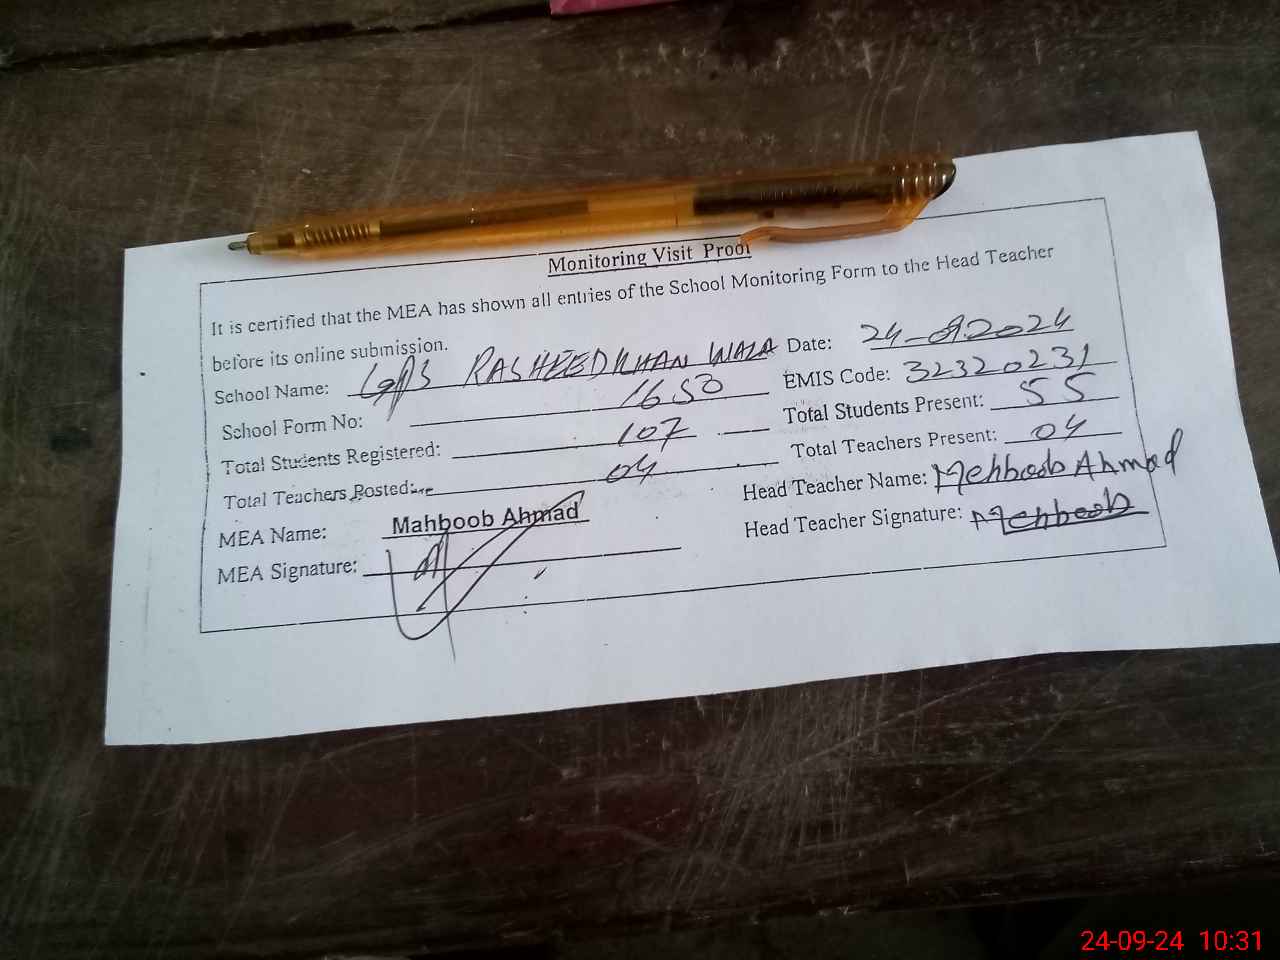 Monitoring Visit Proof
It is certified that the MEA has shown all entries of the School Monitoring Form to the Head Teacher
before its online submission.
School Name: GPS RASHEED KHAN WALA Date: 24-09-2024
School Form No: 1650 EMIS Code: 32320231
Total Students Registered: 107 Total Students Present: 55
Total Teachers Posted: 04 Total Teachers Present: 04
MEA Name: Mahboob Ahmad Head Teacher Name: Mehboob Ahmad
MEA Signature: Head Teacher Signature: Mehboob
24-09-24 10:31